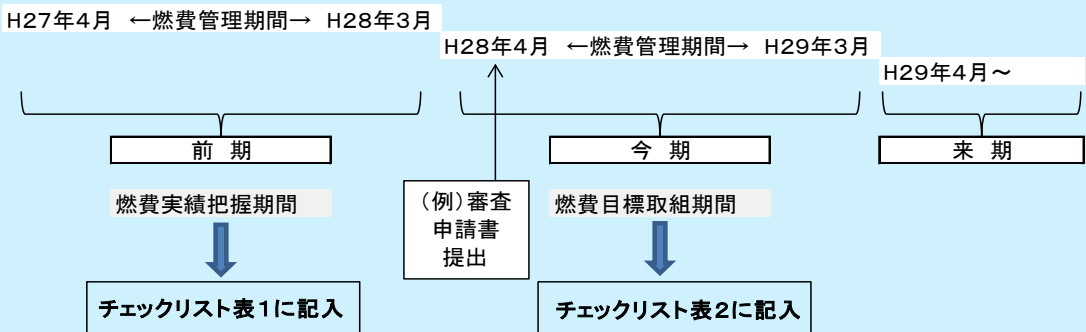 H27年4月 ←燃費管理期間→ H28年3月
H28年4月 ←燃費管理期間→ H29年3月
H29年4月～
前 期
今 期
来 期
燃費実績把握期間
（例）審査
申請書
提出
燃費目標取組期間
チェックリスト表1に記入
チェックリスト表2に記入